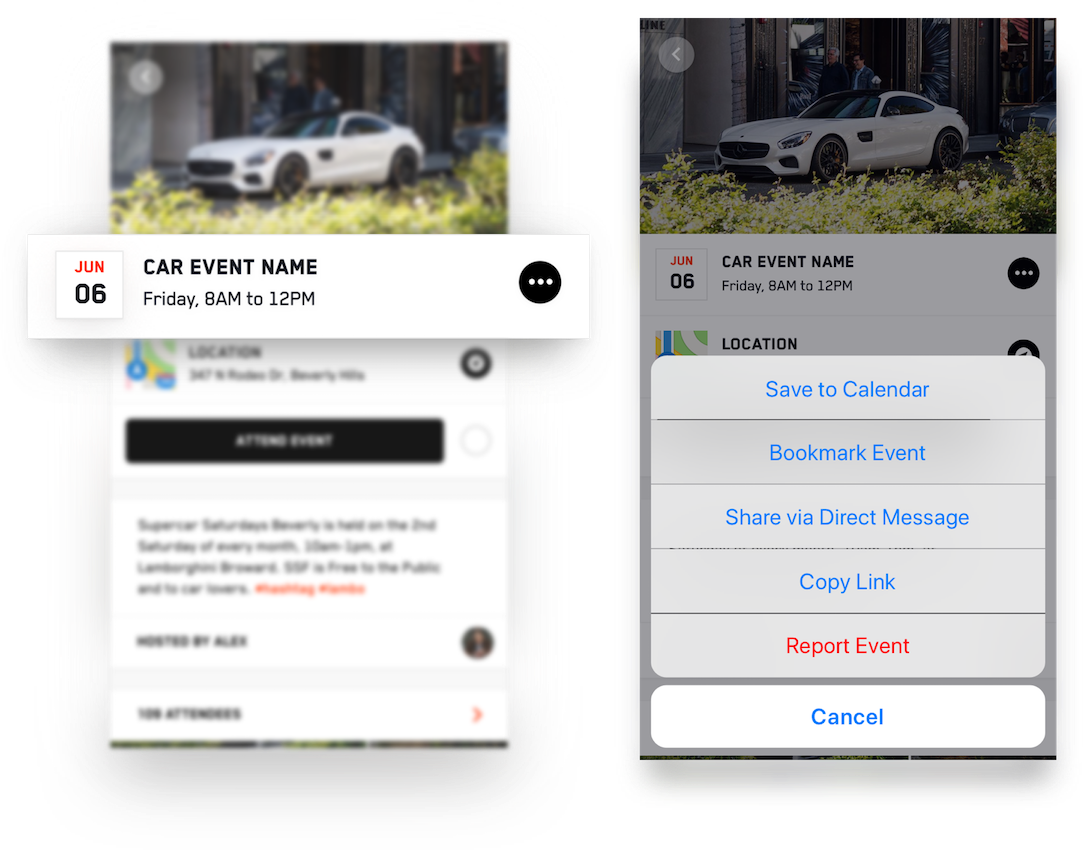 JUN
06
CAR EVENT NAME
Friday, 8AM to 12PM
LOCATION
347 N Rodeo Dr, Beverly Hills
ATTEND EVENT
Supercar Saturdays Beverly is held on the 2nd
Saturday of every month, 10am-1pm, at
Lamborghini Broward. SSF is Free to the Public
and to car lovers. #hashtag #lambo
HOSTED BY ALEX
109 ATTENDEES
JUN
06
CAR EVENT NAME
Friday, 8AM to 12PM
LOCATION
Save to Calendar
Bookmark Event
Share via Direct Message
Copy Link
Report Event
Cancel